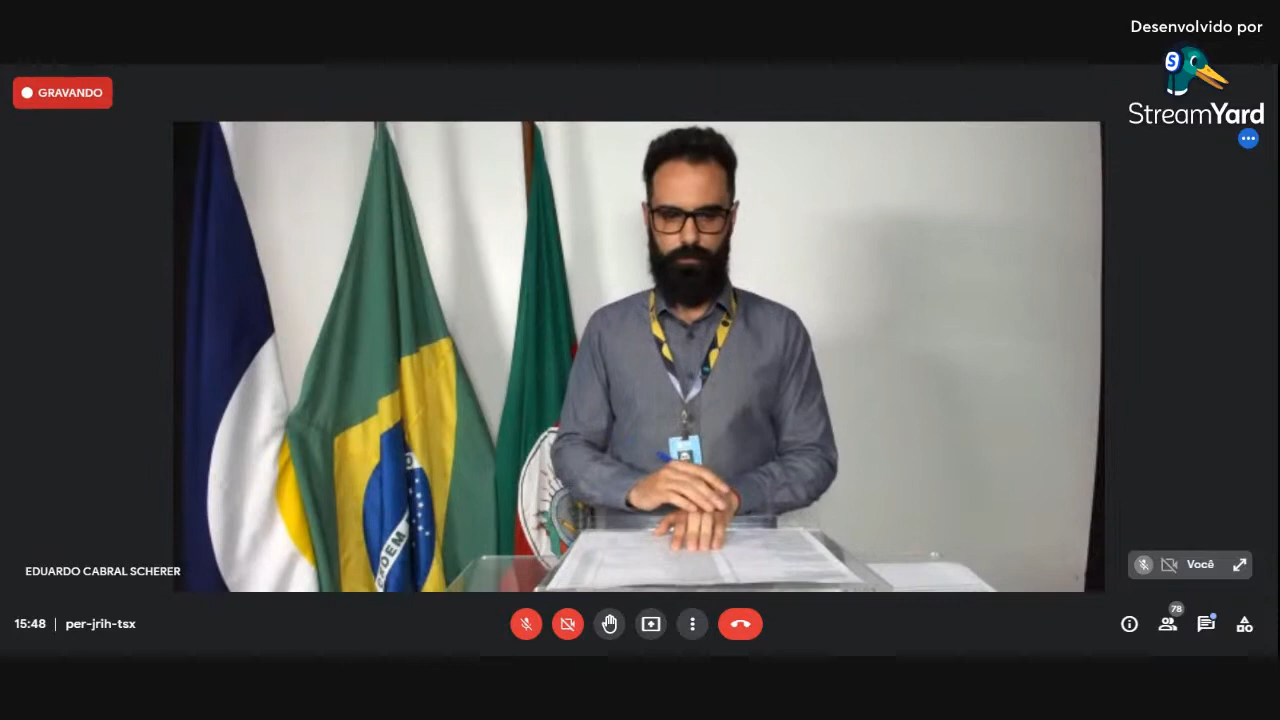 Desenvolvido por
S
StreamYard
GRAVANDO
EDUARDO CABRAL SCHERER
Você
15:48 | per-jrih-tsx
78